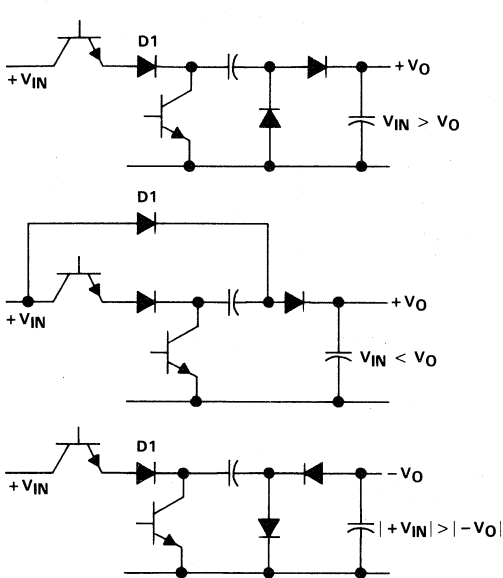 D1
+VIN
+VO
VIN > VO
D1
+VIN
+VO
VIN < VO
D1
+VIN
-VO
|+VIN|>|-VO|